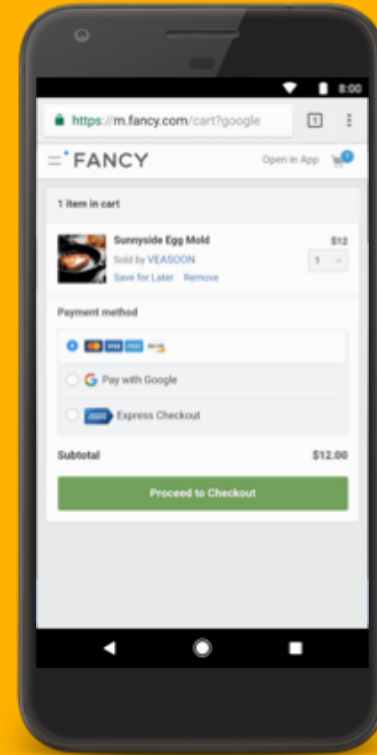 8:00
https://m.fancy.com/cart?google 1
FANCY Open in App 1
1 item in cart
Sunnyside Egg Mold $12
Sold by VEASOON 1
Save for Later Remove
Payment method
VISA
G Pay with Google
Express Checkout
Subtotal $12.00
Proceed to Checkout